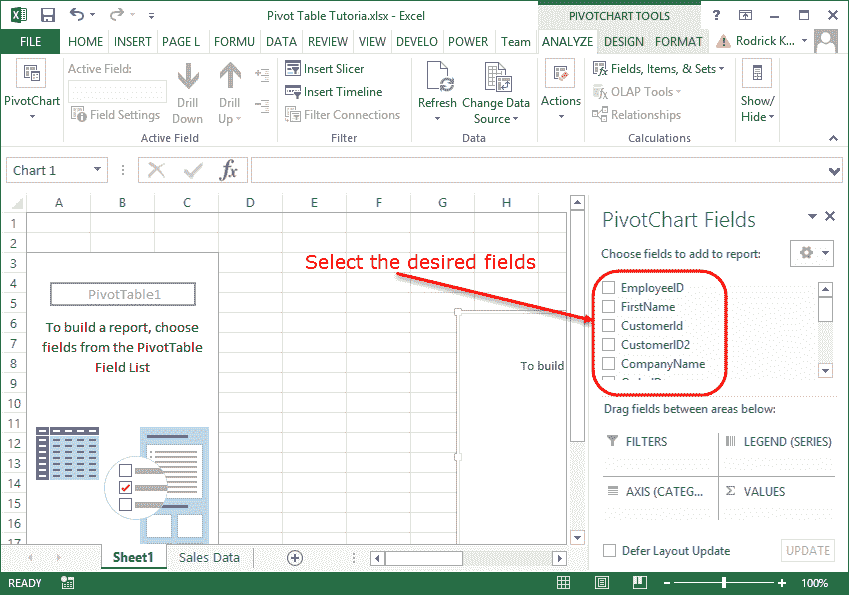 Pivot Table Tutoria.xlsx - Excel
PIVOTCHART TOOLS
?
FILE HOME INSERT PAGE L FORMU DATA REVIEW VIEW DEVELO POWER Team ANALYZE DESIGN FORMAT Rodrick K...
PivotChart
Active Field:
Field Settings
Drill Down
Drill Up
Active Field
Insert Slicer
Insert Timeline
Filter Connections
Filter
Refresh
Change Data Source
Data
Actions
Fields, Items, & Sets
OLAP Tools
Relationships
Calculations
Show/ Hide
Chart 1
fx
A B C D E F G H
1
2
3
4
5
6
7
8
9
10
11
12
13
14
15
16
17
PivotTable1
To build a report, choose
fields from the PivotTable
Field List
Select the desired fields
To build
PivotChart Fields
Choose fields to add to report:
EmployeeID
FirstName
CustomerId
CustomerID2
CompanyName
Drag fields between areas below:
FILTERS
LEGEND (SERIES)
AXIS (CATEG...
Σ VALUES
Defer Layout Update
UPDATE
Sheet1 Sales Data
READY
100%